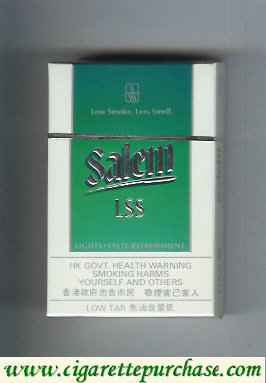 Low Smoke, Less Smell.
Salem
LSS
LIGHTS • TASTE REFRESHMENT
HK GOVT. HEALTH WARNING
SMOKING HARMS
YOURSELF AND OTHERS
香港政府忠告市民 吸煙害己害人
LOW TAR 焦油含量低
www.cigarettepurchase.com